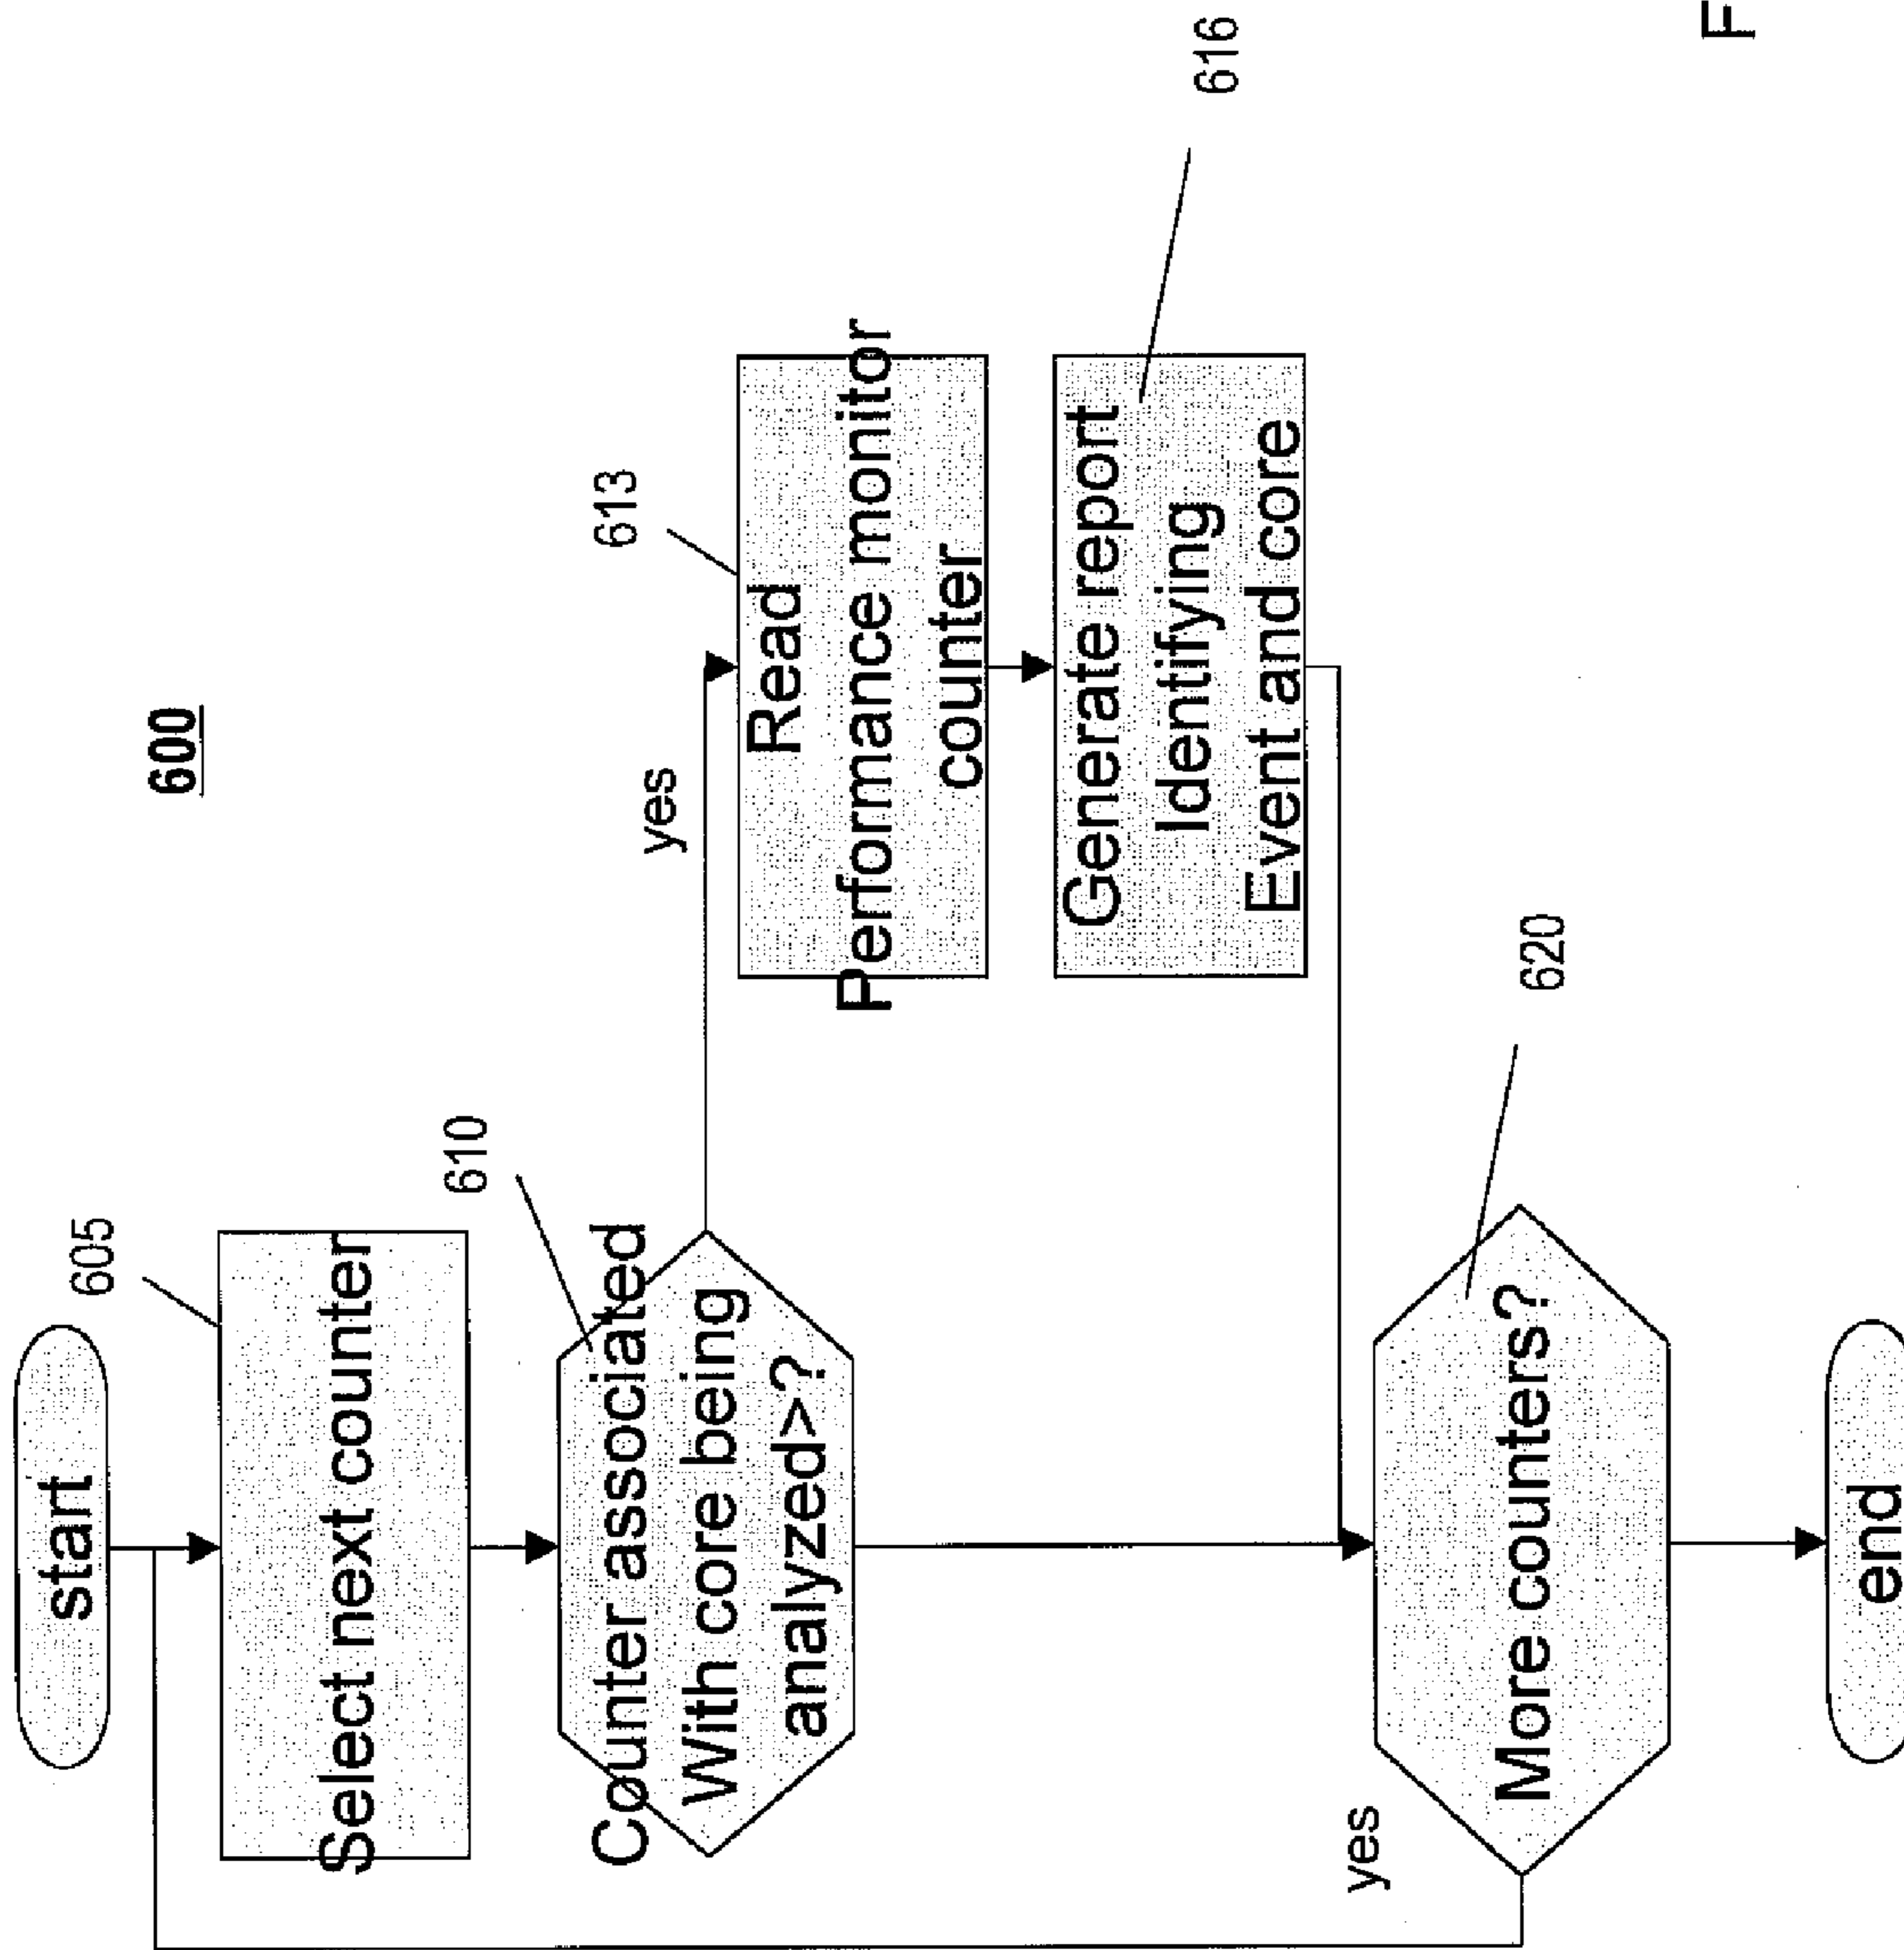 600
start
605
Select next counter
610
Counter associated
With core being
analyzed>?
yes
613
Read
Performance monitor
counter
Generate report
Identifying
Event and core
616
620
More counters?
yes
end
F